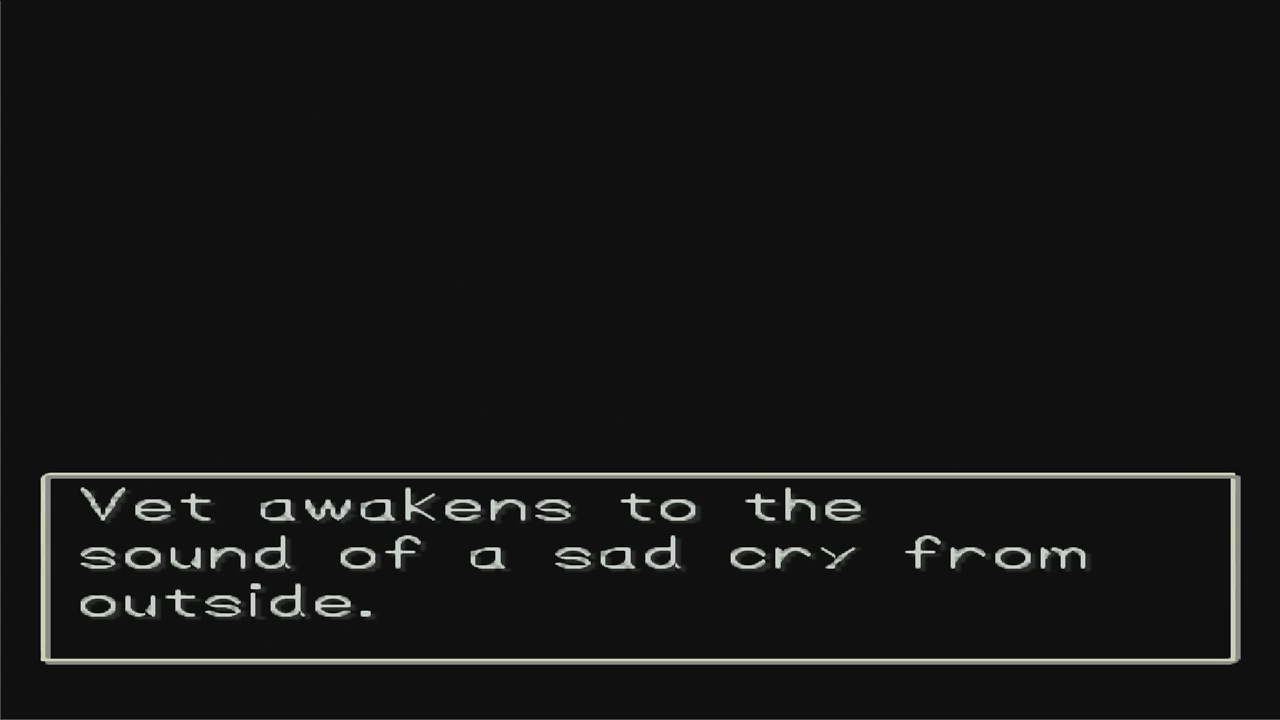 Vet awakens to the
sound of a sad cry from
outside.